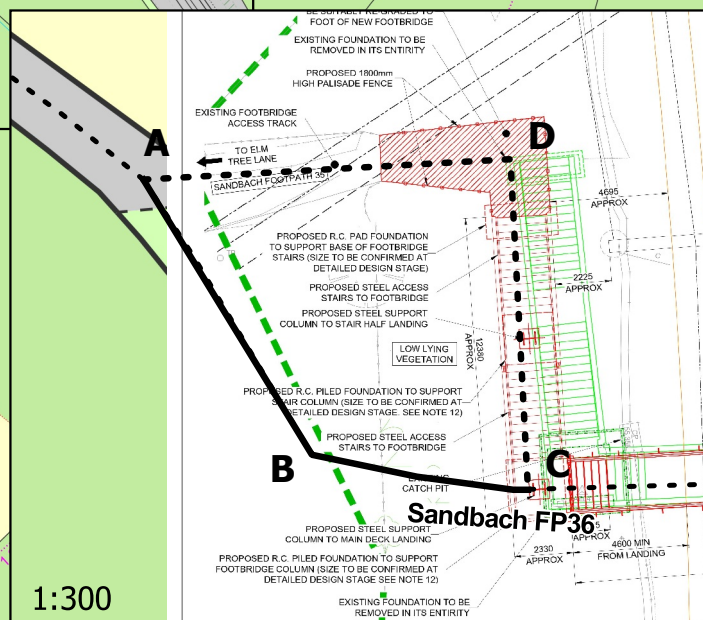 BE SUITABLY RE-GRADED TO
FOOT OF NEW FOOTBRIDGE
EXISTING FOUNDATION TO BE
REMOVED IN ITS ENTIRITY
PROPOSED 1800mm
HIGH PALISADE FENCE
EXISTING FOOTBRIDGE
ACCESS TRACK
A
D
TO ELM
TREE LANE
SANDBACH FOOTPATH 35
4695
APPROX
PROPOSED R.C. PAD FOUNDATION
TO SUPPORT BASE OF FOOTBRIDGE
STAIRS (SIZE TO BE CONFIRMED AT
DETAILED DESIGN STAGE)
2225
APPROX
PROPOSED STEEL ACCESS
STAIRS TO FOOTBRIDGE
PROPOSED STEEL SUPPORT
COLUMN TO STAIR HALF LANDING
12380
APPROX
LOW LYING
VEGETATION
PROPOSED R.C. PILED FOUNDATION TO SUPPORT
STAIR COLUMN (SIZE TO BE CONFIRMED AT
DETAILED DESIGN STAGE. SEE NOTE 12)
PROPOSED STEEL ACCESS
STAIRS TO FOOTBRIDGE
B
C
CATCH PIT
Sandbach FP36
PROPOSED STEEL SUPPORT
COLUMN TO MAIN DECK LANDING
APPROX
2330
APPROX
4600 MIN
FROM LANDING
PROPOSED R.C. PILED FOUNDATION TO SUPPORT
FOOTBRIDGE COLUMN (SIZE TO BE CONFIRMED AT
DETAILED DESIGN STAGE SEE NOTE 12)
1:300
EXISTING FOUNDATION TO BE
REMOVED IN ITS ENTIRITY